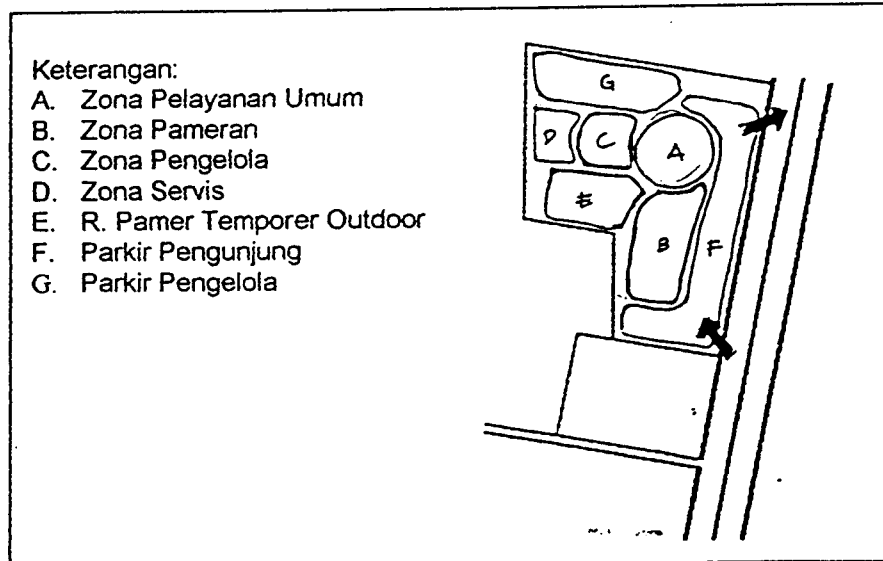 Keterangan:
A. Zona Pelayanan Umum
B. Zona Pameran
C. Zona Pengelola
D. Zona Servis
E. R. Pamer Temporer Outdoor
F. Parkir Pengunjung
G. Parkir Pengelola
G
D
C
A
E
B
F